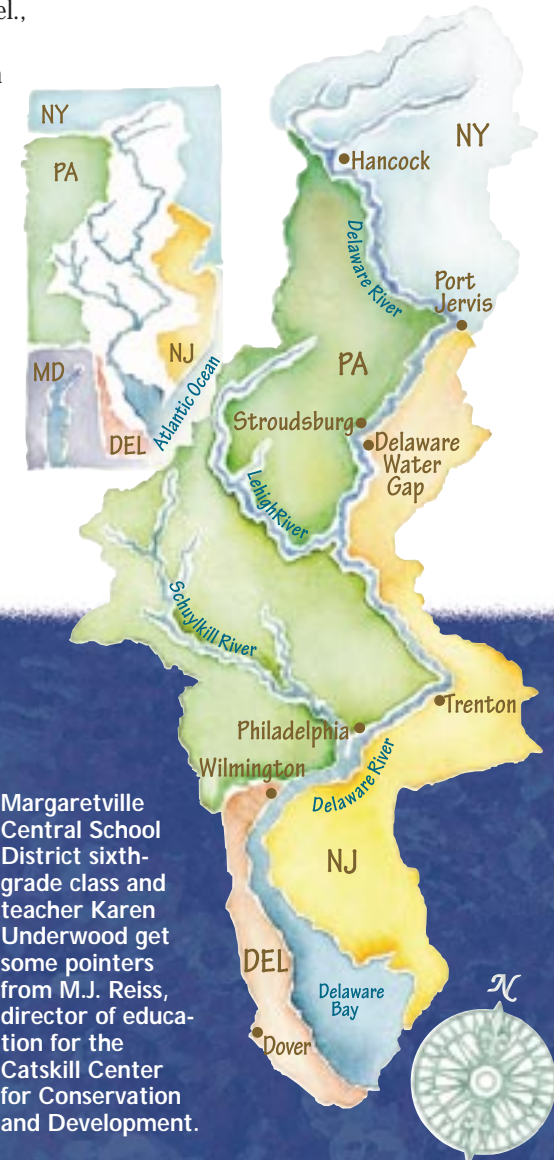 el.,
NY
PA
MD
NJ
DEL
Atlantic Ocean
NY
Hancock
Delaware River
Port
Jervis
PA
Stroudsburg
Delaware
Water
Gap
LehighRiver
Schuylkill River
Trenton
Philadelphia
Wilmington
Delaware River
NJ
DEL
Delaware
Bay
Dover
N
Margaretville
Central School
District sixth-
grade class and
teacher Karen
Underwood get
some pointers
from M.J. Reiss,
director of educa-
tion for the
Catskill Center
for Conservation
and Development.